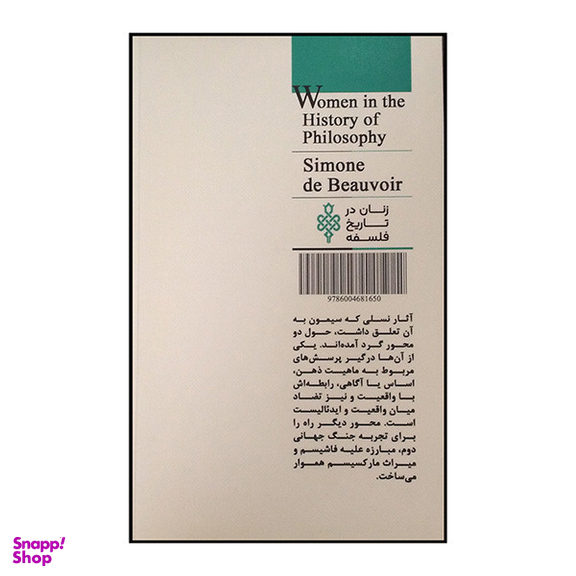 Women in the
History of
Philosophy
Simone
de Beauvoir
زنان در
تاریخ
فلسفه
9786004681650
آثار نسلی که سیمون به
آن تعلق داشت، حول دو
محور گرد آمده‌اند. یکی
از آن‌ها درگیر پرسش‌های
مربوط به ماهیت ذهن،
اساس یا آگاهی، رابطه‌اش
با واقعیت و نیز تضاد
میان واقعیت و ایدئالیست
است. محور دیگر راه را
برای تجربه جنگ جهانی
دوم، مبارزه علیه فاشیسم و
میراث مارکسیسم هموار
می‌ساخت.
Snapp!
Shop